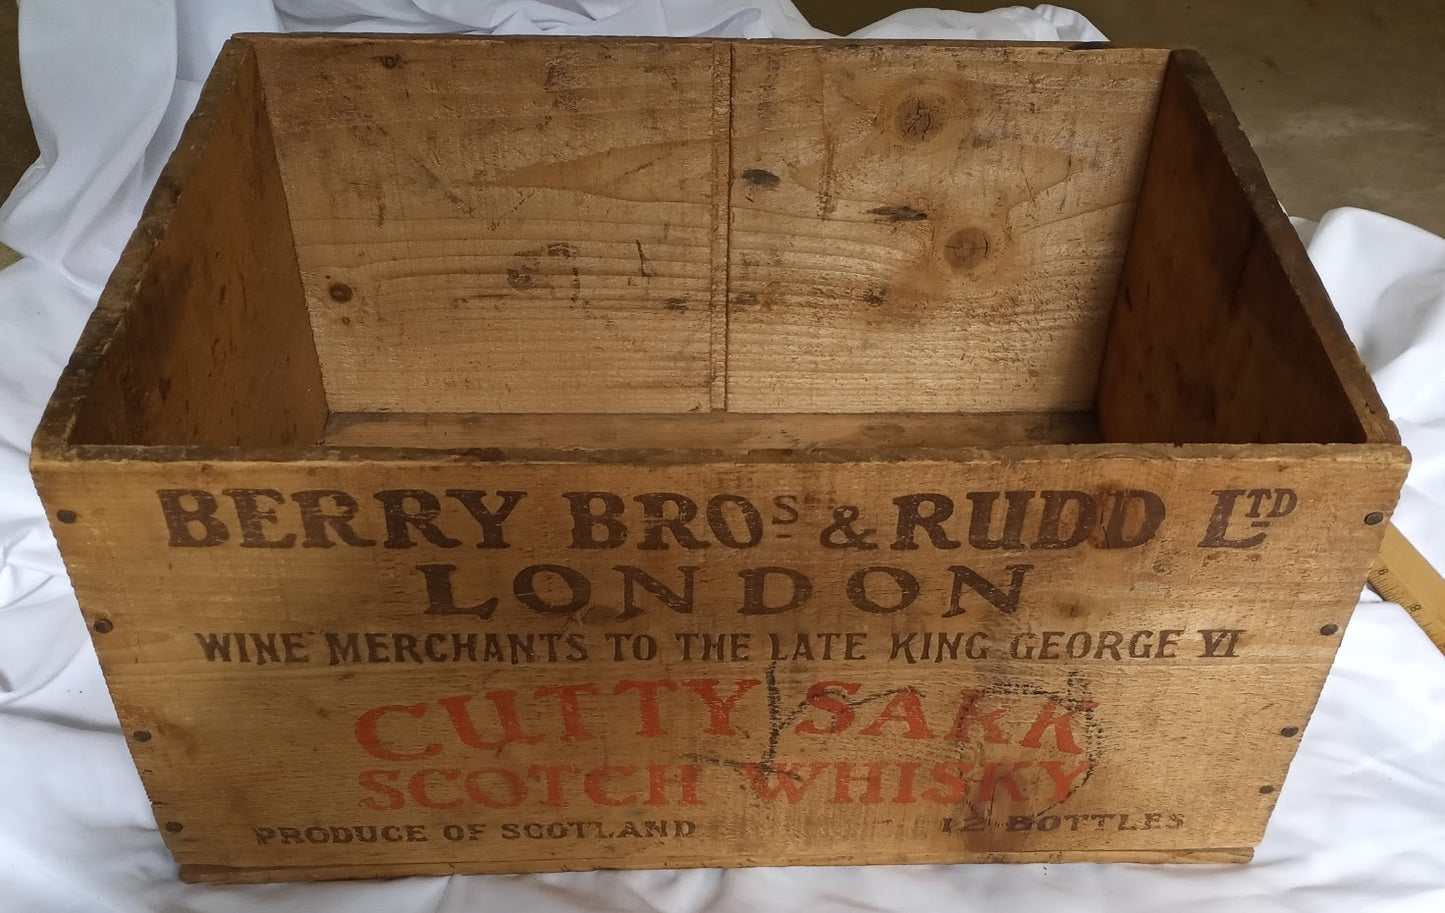 BERRY BROS & RUDD LTD
LONDON
WINE MERCHANTS TO THE LATE KING GEORGE VI
CUTTY SARK
SCOTCH WHISKY
PRODUCE OF SCOTLAND 12 BOTTLES